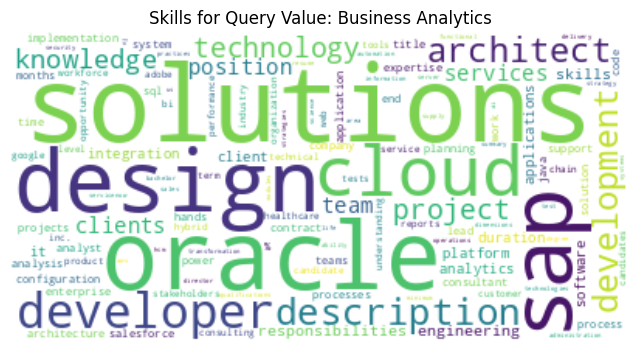 Skills for Query Value: Business Analytics
implementation
technology
tools
title
architect
delivery
knowledge
system
position
expertise
services
skills
code
months
workforce
adobe
opportunity
performance
industry
organization
web
application
solutions
time
sql
bi
end
work
strategy
google
level
integration
client
technical
company
service
planning
applications
java
support
design
cloud
sap
development
term
tests
chain
solution
projects
clients
hands
team
healthcare
project
it
analyst
hybrid
contract
understanding
reports
lead
duration
software
candidates
inc.
oracle
analysis
product
power
transformation
teams
platform
analytics
operations
configuration
director
candidate
consultant
enterprise
stakeholders
processes
customer
technologies
developer
description
process
architecture
salesforce
consulting
responsibilities
engineering
administration